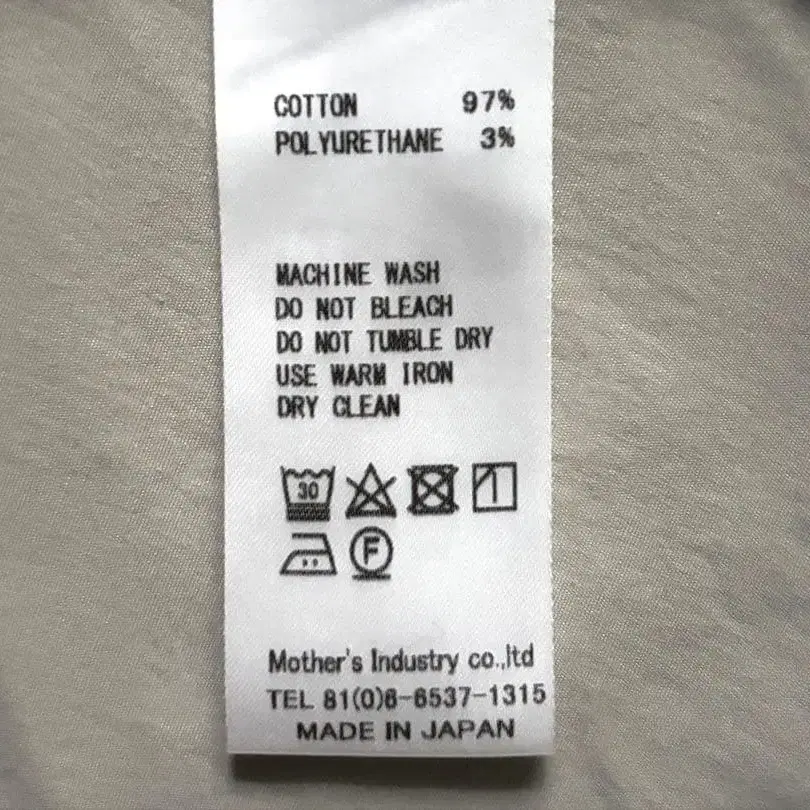 COTTON 97%
POLYURETHANE 3%
MACHINE WASH
DO NOT BLEACH
DO NOT TUMBLE DRY
USE WARM IRON
DRY CLEAN
30
F
Mother's Industry co.,ltd
TEL 81(0)6-6537-1315
MADE IN JAPAN